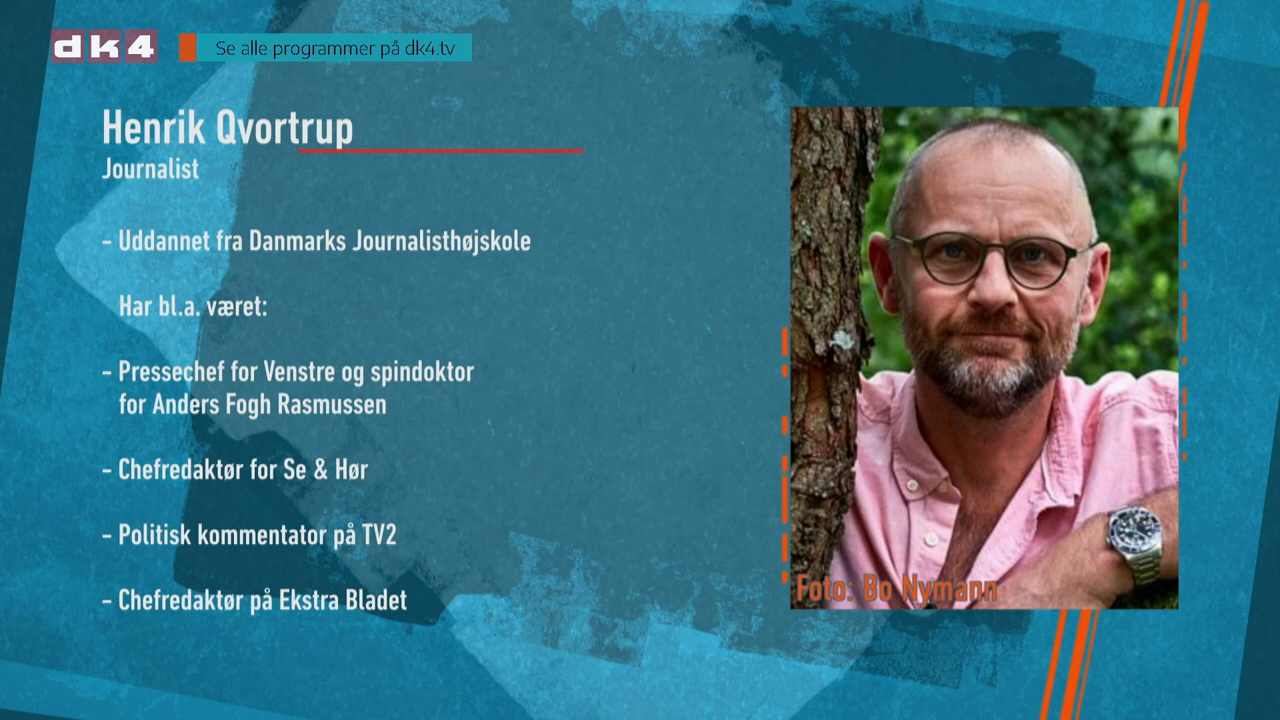 dk4
Se alle programmer på dk4.tv
Henrik Qvortrup
Journalist
- Uddannet fra Danmarks Journalisthøjskole
Har bl.a. været:
- Pressechef for Venstre og spindoktor
for Anders Fogh Rasmussen
- Chefredaktør for Se & Hør
- Politisk kommentator på TV2
- Chefredaktør på Ekstra Bladet
Foto: Bo Nymann